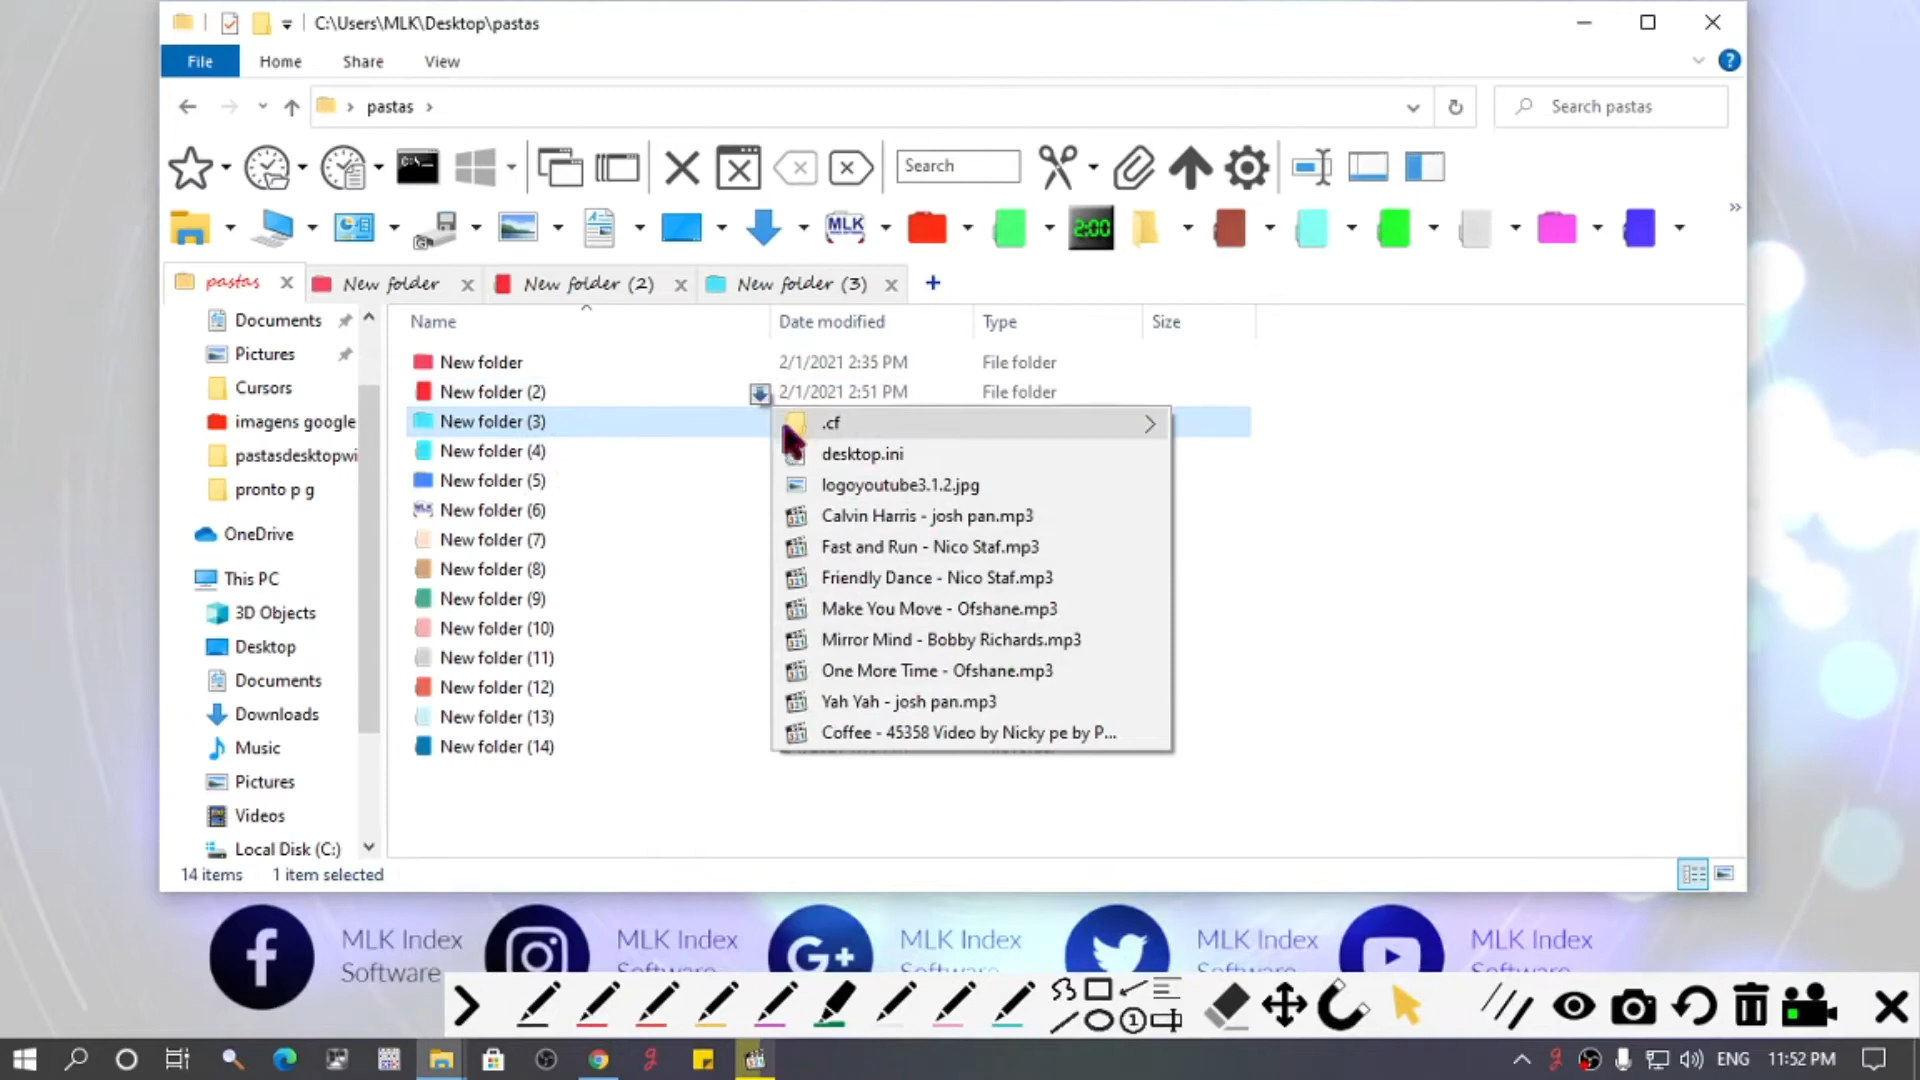 C:\Users\MLK\Desktop\pastas
File Home Share View
pastas
Search pastas
C:\_
Search
MLK
2:00
pastas New folder New folder (2) New folder (3)
Name Date modified Type Size
Documents
Pictures
Cursors
imagens google
pastasdesktopwi
pronto p g
OneDrive
This PC
3D Objects
Desktop
Documents
Downloads
Music
Pictures
Videos
Local Disk (C:)
New folder 2/1/2021 2:35 PM File folder
New folder (2) 2/1/2021 2:51 PM File folder
New folder (3)
New folder (4)
New folder (5)
New folder (6)
New folder (7)
New folder (8)
New folder (9)
New folder (10)
New folder (11)
New folder (12)
New folder (13)
New folder (14)
.cf
desktop.ini
logoyoutube3.1.2.jpg
Calvin Harris - josh pan.mp3
Fast and Run - Nico Staf.mp3
Friendly Dance - Nico Staf.mp3
Make You Move - Ofshane.mp3
Mirror Mind - Bobby Richards.mp3
One More Time - Ofshane.mp3
Yah Yah - josh pan.mp3
Coffee - 45358 Video by Nicky pe by P...
14 items 1 item selected
MLK Index
Software
MLK Index
Software
MLK Index
Software
MLK Index
Software
MLK Index
Software
ENG 11:52 PM